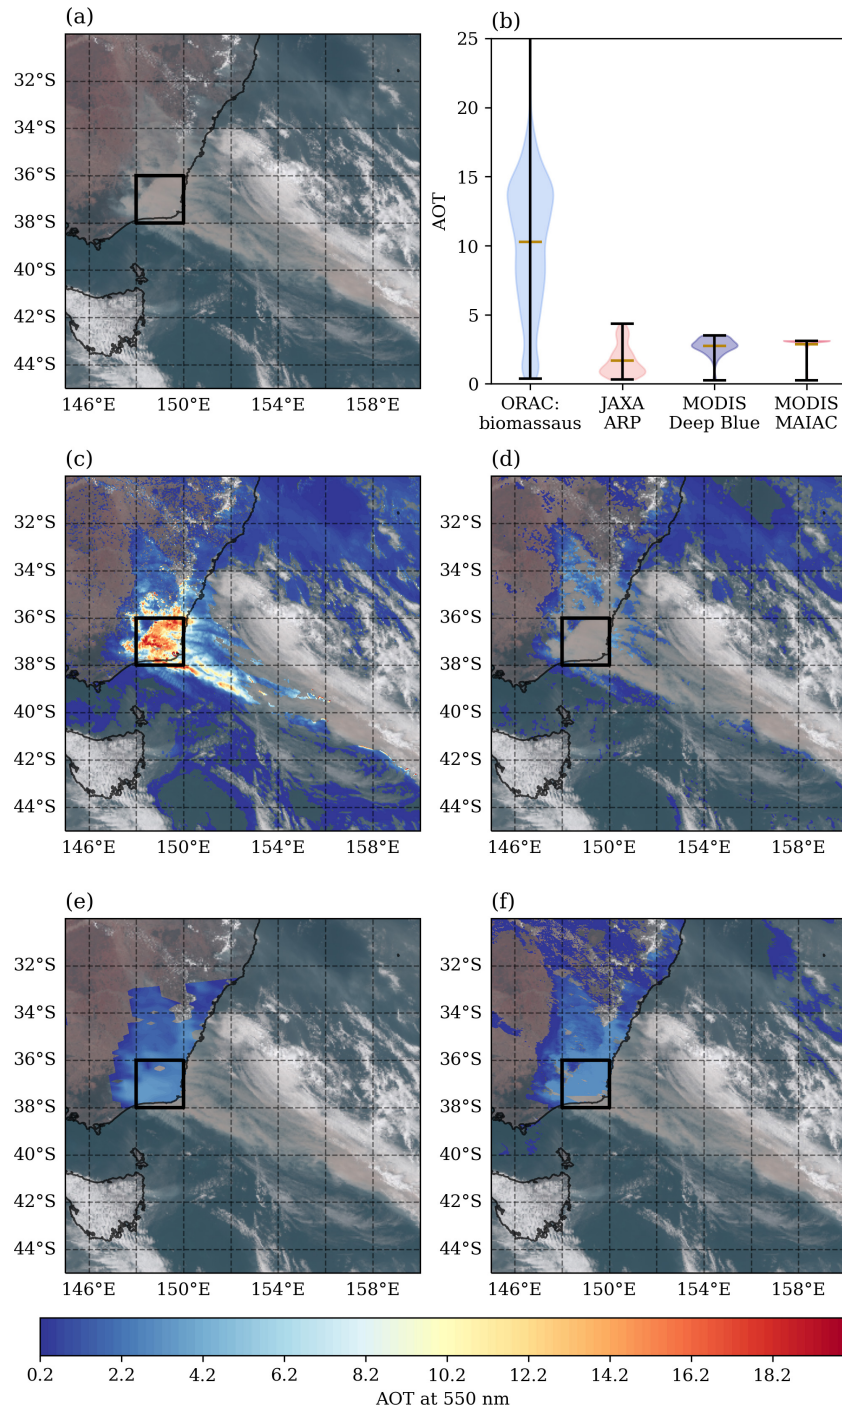 (a)
(b)
32°S
34°S
36°S
38°S
40°S
42°S
44°S
146°E 150°E 154°E 158°E
AOT
25
20
15
10
5
0
ORAC: JAXA MODIS MODIS
biomassaus ARP Deep Blue MAIAC
(c)
(d)
32°S 32°S
34°S 34°S
36°S 36°S
38°S 38°S
40°S 40°S
42°S 42°S
44°S 44°S
146°E 150°E 154°E 158°E 146°E 150°E 154°E 158°E
(e)
(f)
32°S 32°S
34°S 34°S
36°S 36°S
38°S 38°S
40°S 40°S
42°S 42°S
44°S 44°S
146°E 150°E 154°E 158°E 146°E 150°E 154°E 158°E
0.2 2.2 4.2 6.2 8.2 10.2 12.2 14.2 16.2 18.2
AOT at 550 nm